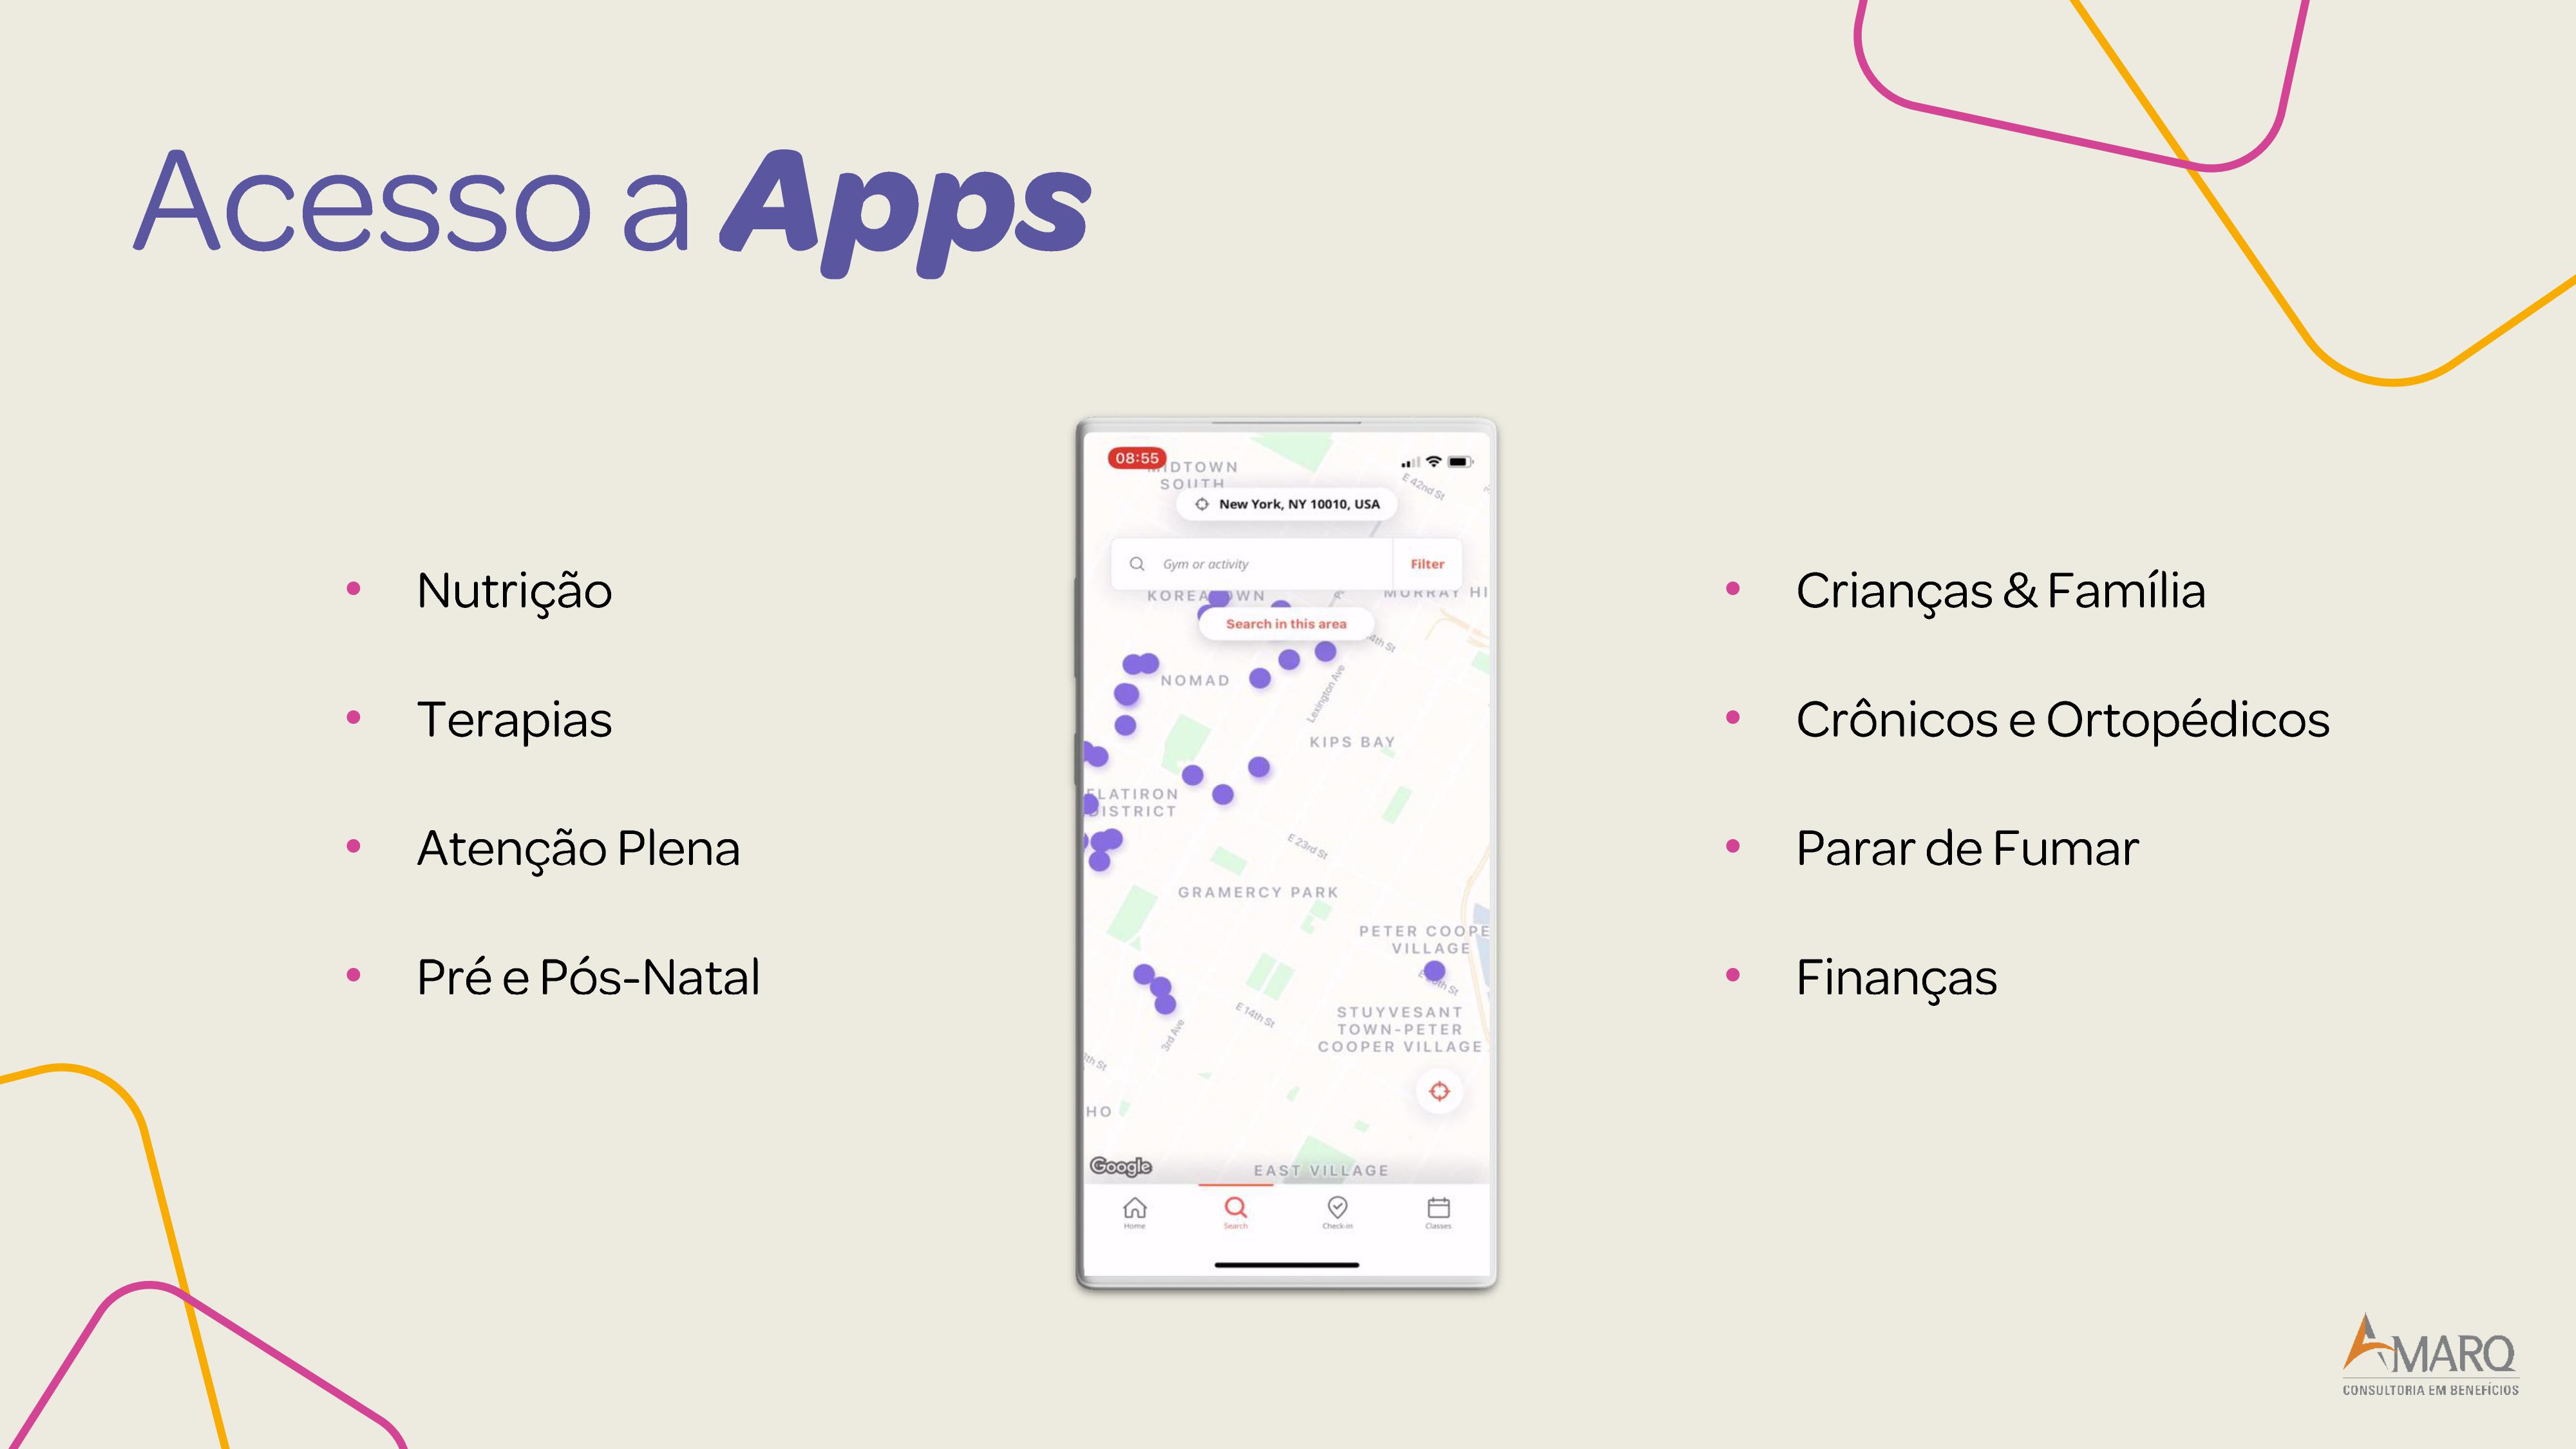 Acesso a Apps
Nutrição
Terapias
Atenção Plena
Pré e Pós-Natal
08:55
MIDTOWN
SOUTH
E 42nd St
New York, NY 10010, USA
Gym or activity
Filter
KOREATOWN
MURRAY HI
Search in this area
4th St
Lexington Ave
NOMAD
KIPS BAY
FLATIRON
DISTRICT
E 23rd St
GRAMERCY PARK
PETER COOPE
VILLAGE
E 14th St
3rd Ave
STUYVESANT
TOWN-PETER
COOPER VILLAGE
HO
Google
EAST VILLAGE
Home
Search
Check-in
Classes
Crianças & Família
Crônicos e Ortopédicos
Parar de Fumar
Finanças
AMARQ
CONSULTORIA EM BENEFÍCIOS